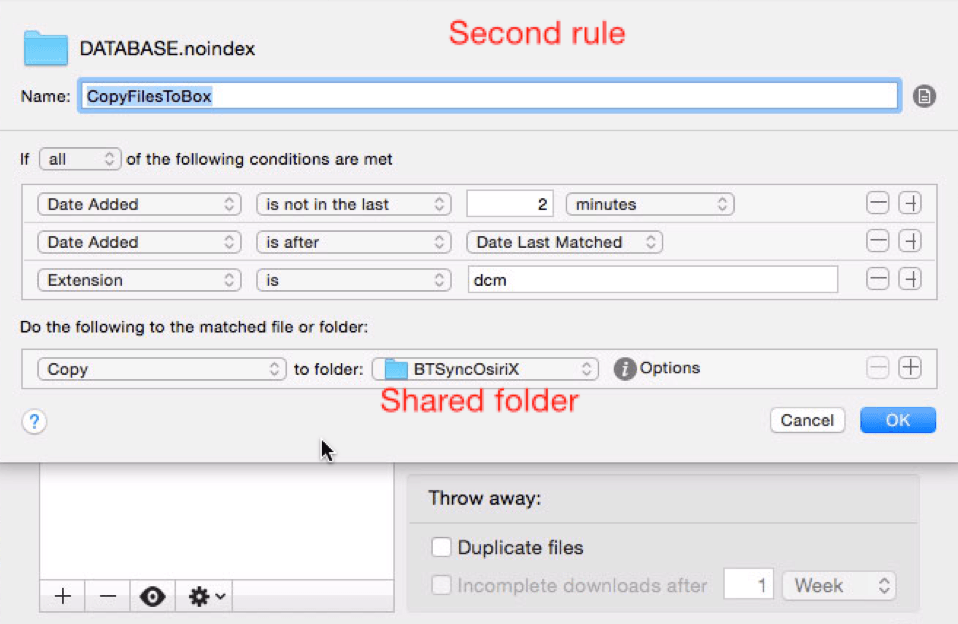 Second rule
DATABASE.noindex
Name: CopyFilesToBox
If all of the following conditions are met
Date Added is not in the last 2 minutes
Date Added is after Date Last Matched
Extension is dcm
Do the following to the matched file or folder:
Copy to folder: BTSyncOsiriX i Options
Shared folder
? Cancel OK
Throw away:
Duplicate files
Incomplete downloads after 1 Week